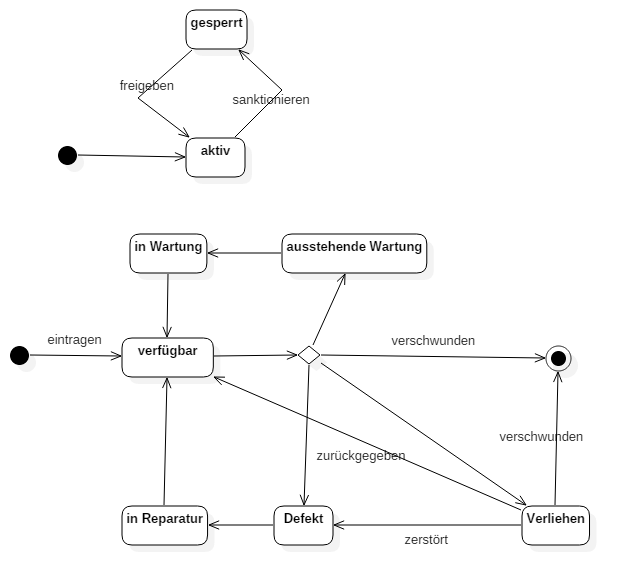 gesperrt
freigeben
sanktionieren
aktiv
in Wartung
ausstehende Wartung
eintragen
verfügbar
verschwunden
verschwunden
zurückgegeben
in Reparatur
Defekt
Verliehen
zerstört